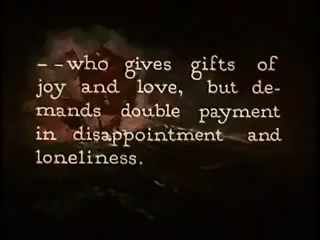 --who gives gifts of
joy and love, but de-
mands double payment
in disappointment and
loneliness.